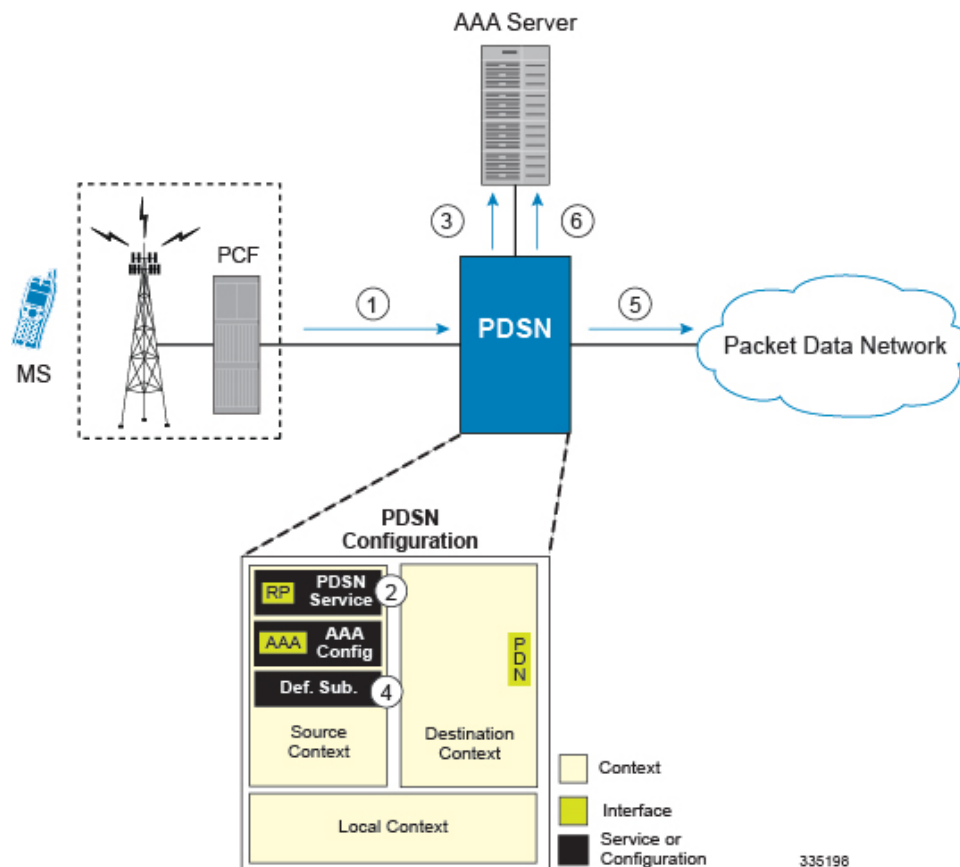 AAA Server
3
6
PCF
1
5
PDSN
Packet Data Network
MS
PDSN
Configuration
RP
PDSN
Service
2
AAA
AAA
Config
Def. Sub.
4
PDN
Source
Context
Destination
Context
Local Context
Context
Interface
Service or
Configuration
335198